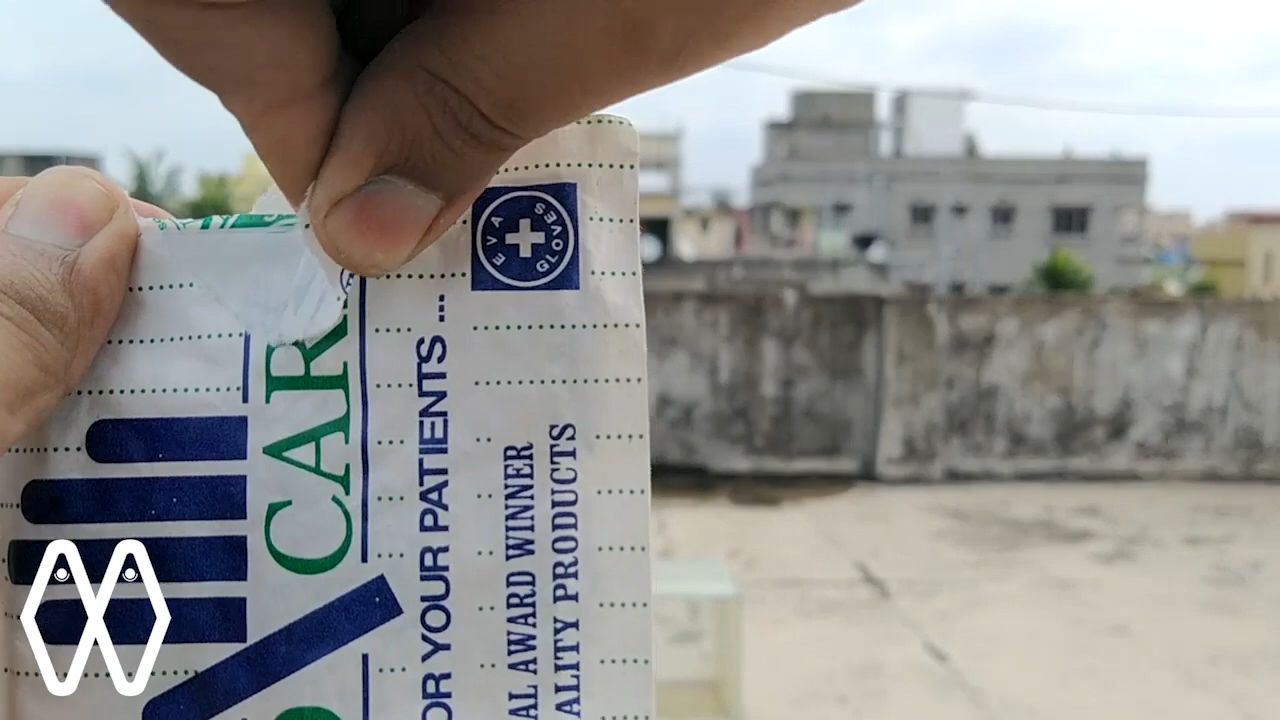 EVA GLOVES
CAR
OR YOUR PATIENTS ...
AL AWARD WINNER
ALITY PRODUCTS